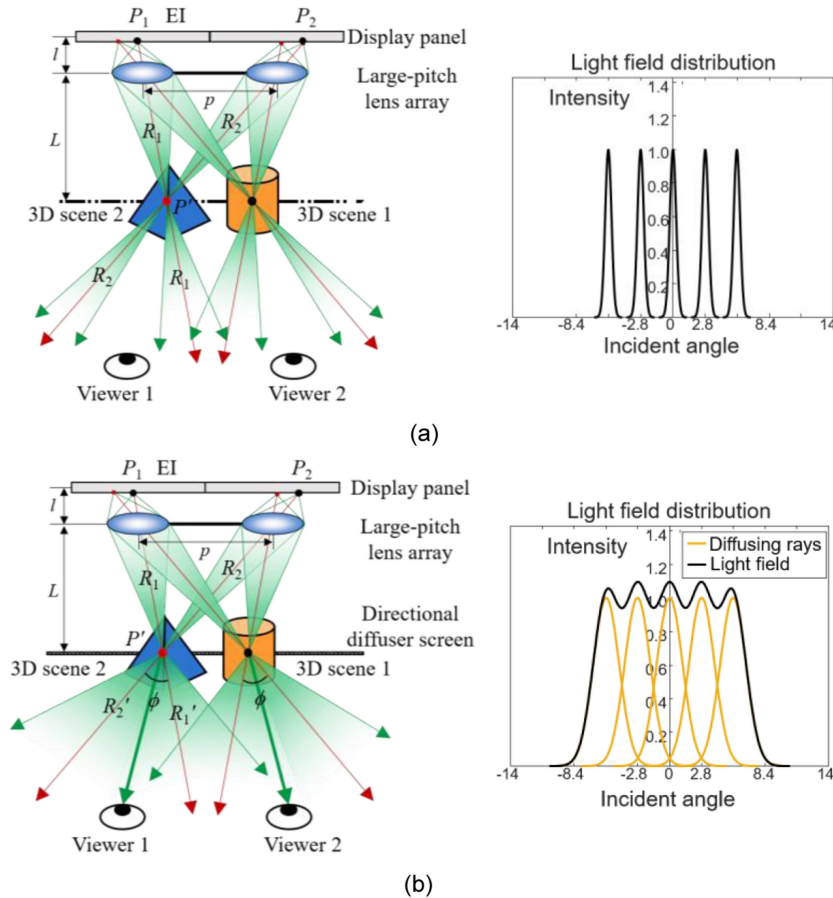 P1 EI P2
Display panel
l
Large-pitch
lens array
p
L
R1 R2
3D scene 2 P' 3D scene 1
R2 R1
Viewer 1 Viewer 2
Light field distribution
Intensity
1.4
1.2
1.0
0.8
0.6
0.4
0.2
-14 -8.4 -2.8 0 2.8 8.4 14
Incident angle
(a)
P1 EI P2
Display panel
l
Large-pitch
lens array
p
L
R1 R2
Directional
diffuser screen
P'
3D scene 2 3D scene 1
R2' ϕ R1' ϕ
Viewer 1 Viewer 2
Light field distribution
Intensity
Diffusing rays
Light field
1.4
1.2
1.0
0.8
0.6
0.4
0.2
-14 -8.4 -2.8 0 2.8 8.4 14
Incident angle
(b)